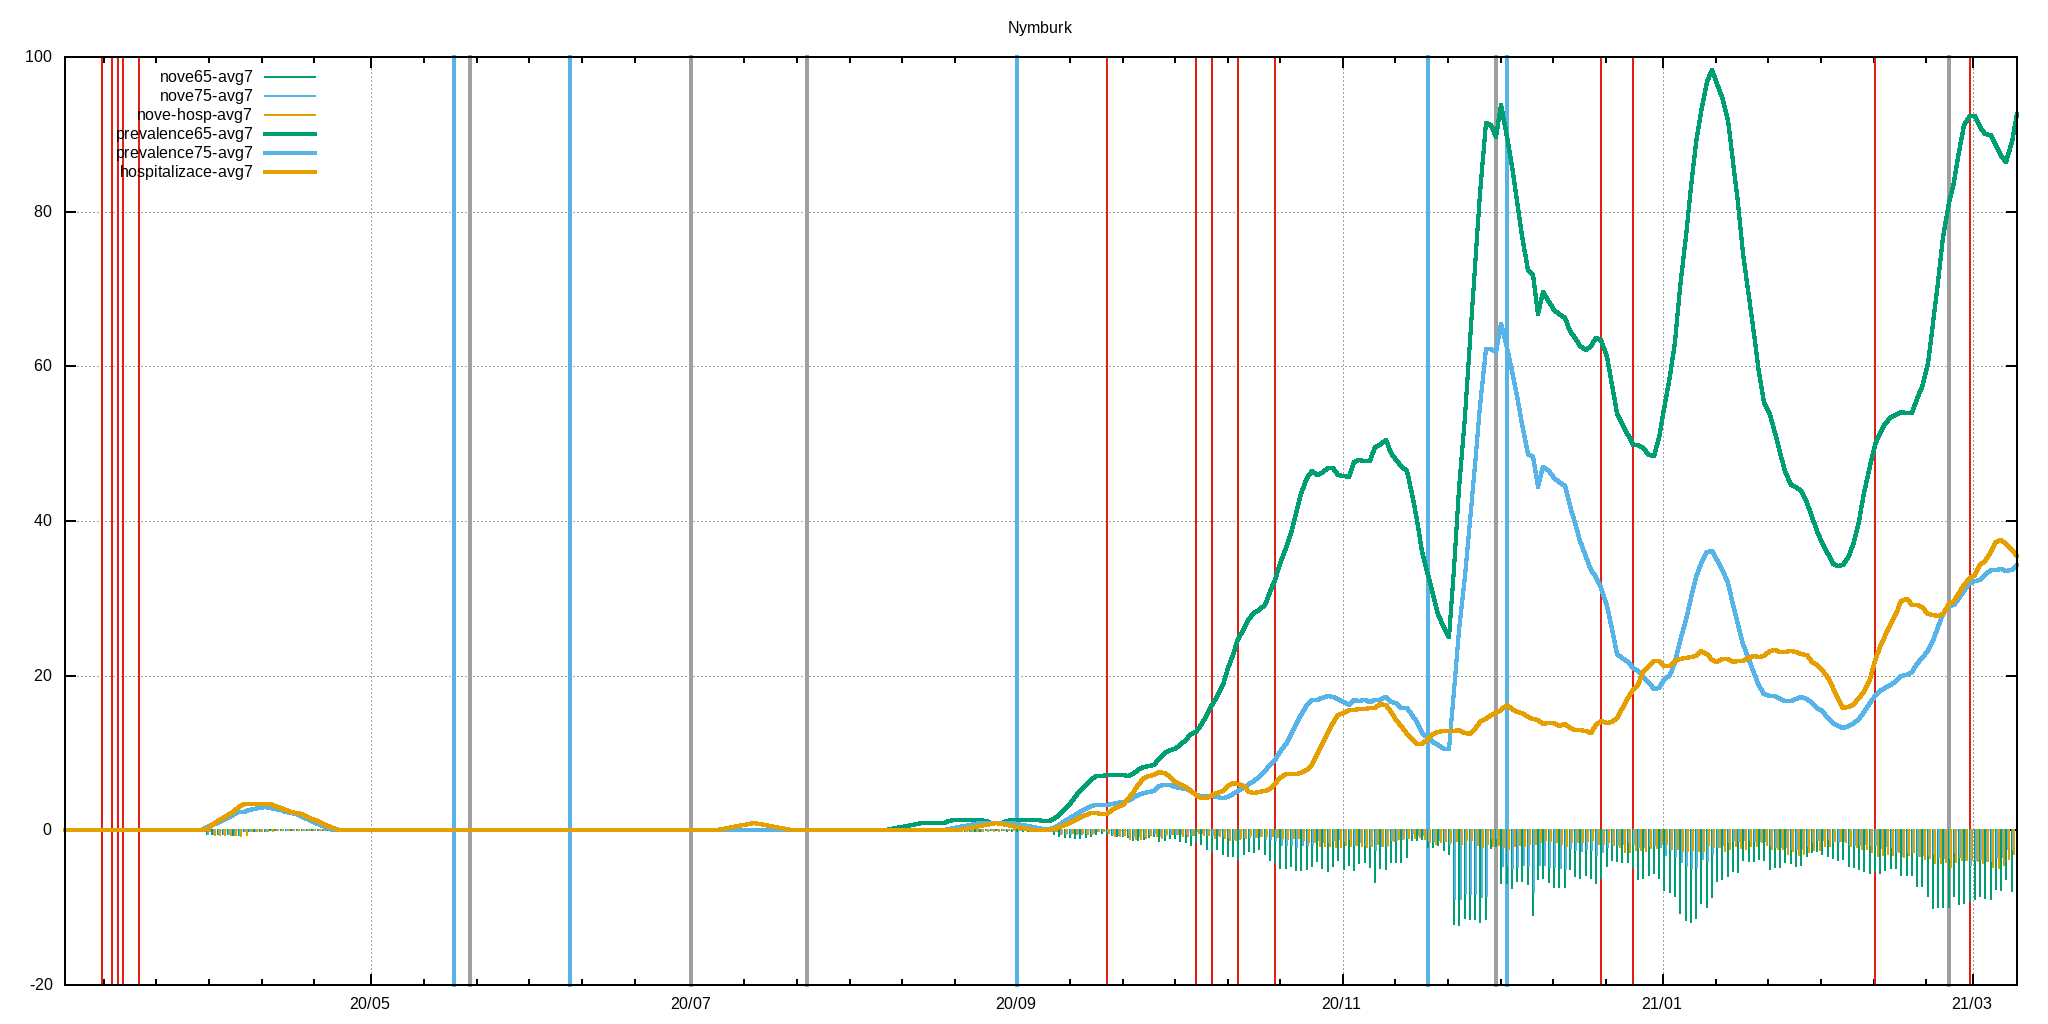 Nymburk
100
nove65-avg7
nove75-avg7
nove-hosp-avg7
prevalence65-avg7
prevalence75-avg7
hospitalizace-avg7
80
60
40
20
0
-20
20/05 20/07 20/09 20/11 21/01 21/03